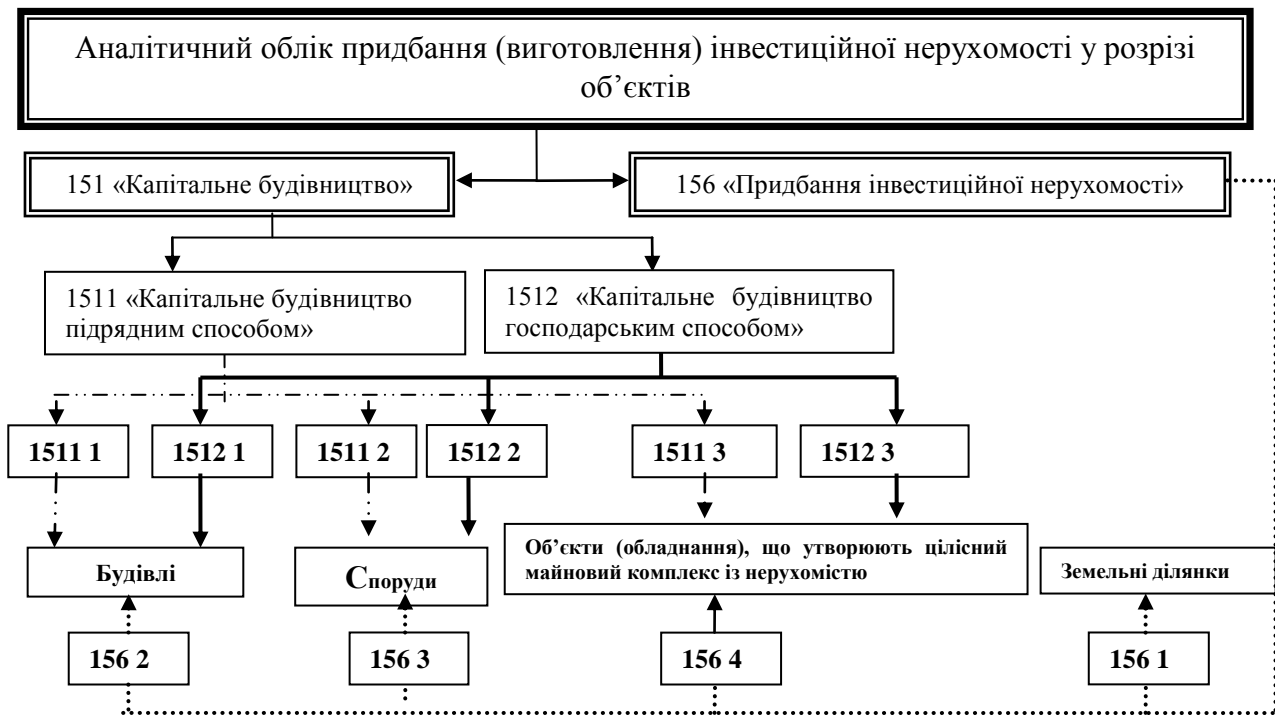 Аналітичний облік придбання (виготовлення) інвестиційної нерухомості у розрізі
об’єктів
151 «Капітальне будівництво»
156 «Придбання інвестиційної нерухомості»
1511 «Капітальне будівництво
підрядним способом»
1512 «Капітальне будівництво
господарським способом»
1511 1
1512 1
1511 2
1512 2
1511 3
1512 3
Будівлі
Споруди
Об’єкти (обладнання), що утворюють цілісний
майновий комплекс із нерухомістю
Земельні ділянки
156 2
156 3
156 4
156 1